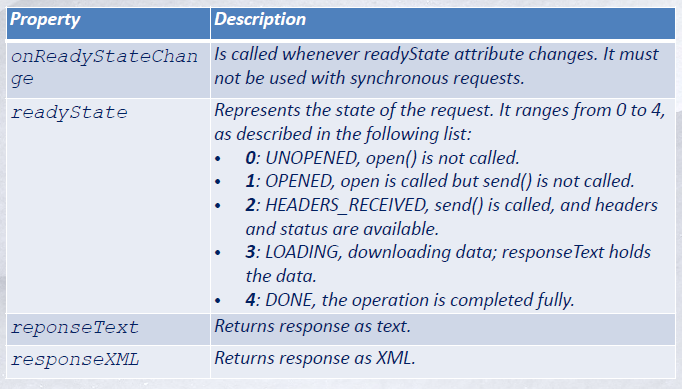 Property Description
onReadyStateChan Is called whenever readyState attribute changes. It must
ge not be used with synchronous requests.
readyState Represents the state of the request. It ranges from 0 to 4,
as described in the following list:
• 0: UNOPENED, open() is not called.
• 1: OPENED, open is called but send() is not called.
• 2: HEADERS_RECEIVED, send() is called, and headers
and status are available.
• 3: LOADING, downloading data; responseText holds
the data.
• 4: DONE, the operation is completed fully.
reponseText Returns response as text.
responseXML Returns response as XML.